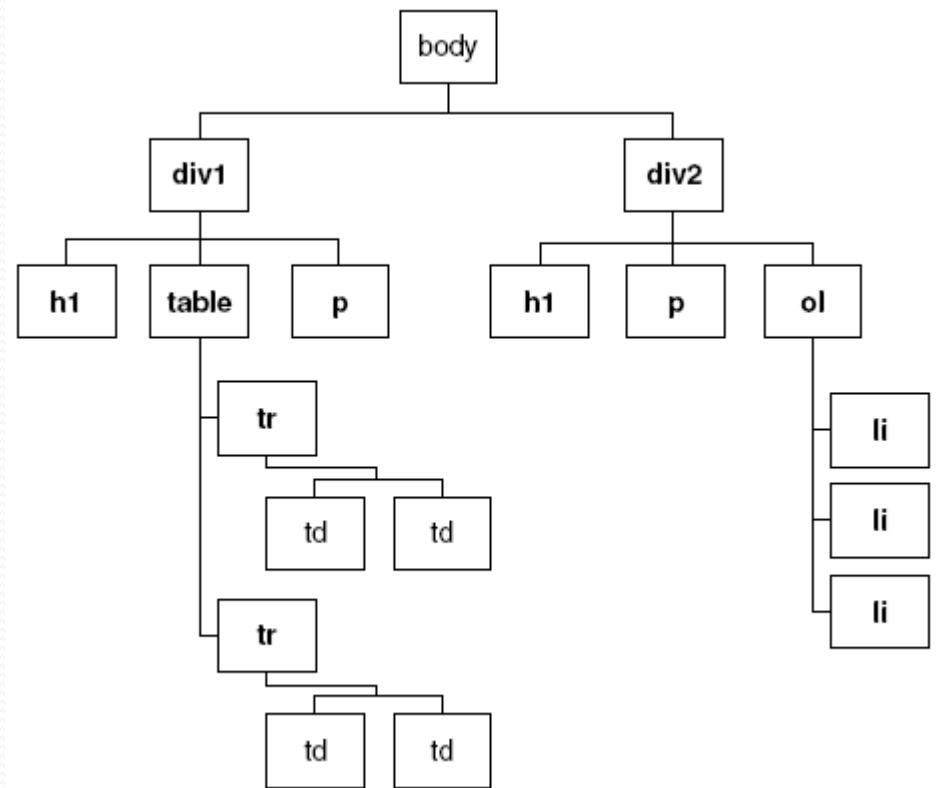 body
div1 div2
h1 table p h1 p ol
tr
li
td td
li
li
tr
td td